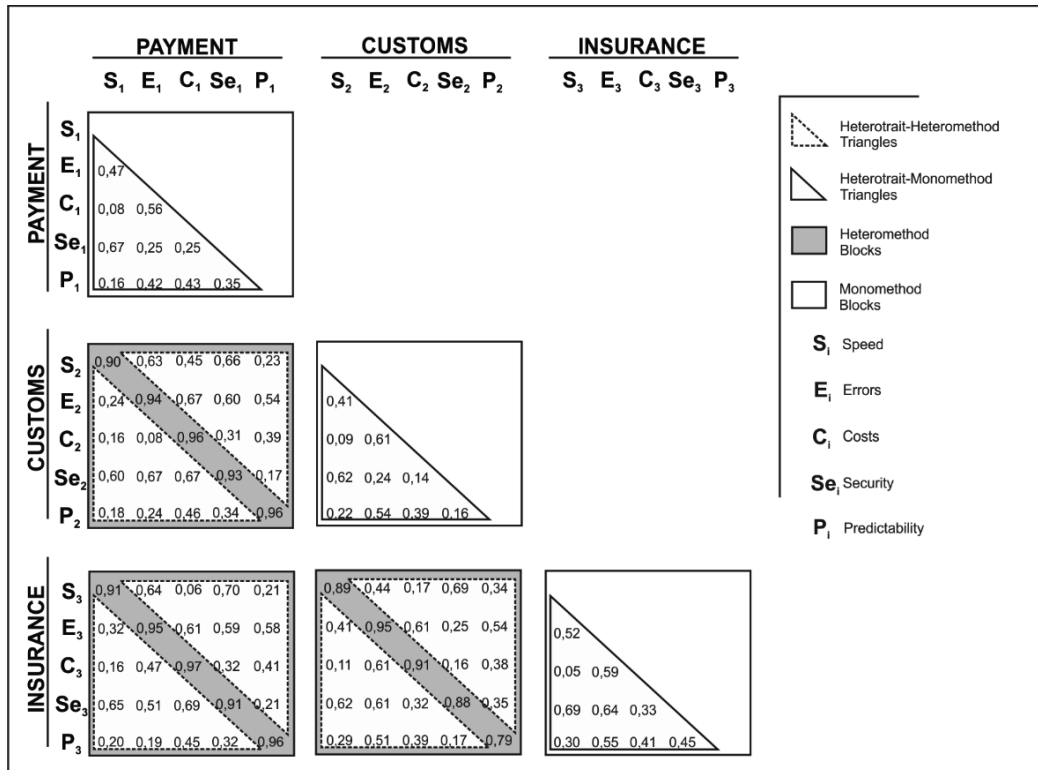 PAYMENT CUSTOMS INSURANCE
S1 E1 C1 Se1 P1 S2 E2 C2 Se2 P2 S3 E3 C3 Se3 P3
PAYMENT
S1
E1 0,47
C1 0,08 0,56
Se1 0,67 0,25 0,25
P1 0,16 0,42 0,43 0,35
CUSTOMS
S2 0,90 0,63 0,45 0,66 0,23
E2 0,24 0,94 0,67 0,60 0,54 0,41
C2 0,16 0,08 0,96 0,31 0,39 0,09 0,61
Se2 0,60 0,67 0,67 0,93 0,17 0,62 0,24 0,14
P2 0,18 0,24 0,46 0,34 0,96 0,22 0,54 0,39 0,16
INSURANCE
S3 0,91 0,64 0,06 0,70 0,21 0,89 0,44 0,17 0,69 0,34
E3 0,32 0,95 0,61 0,59 0,58 0,41 0,95 0,61 0,25 0,54 0,52
C3 0,16 0,47 0,97 0,32 0,41 0,11 0,61 0,91 0,16 0,38 0,05 0,59
Se3 0,65 0,51 0,69 0,91 0,21 0,62 0,61 0,32 0,88 0,35 0,69 0,64 0,33
P3 0,20 0,19 0,45 0,32 0,96 0,29 0,51 0,39 0,17 0,79 0,30 0,55 0,41 0,45
Heterotrait-Heteromethod
Triangles
Heterotrait-Monomethod
Triangles
Heteromethod
Blocks
Monomethod
Blocks
Si Speed
Ei Errors
Ci Costs
Sei Security
Pi Predictability